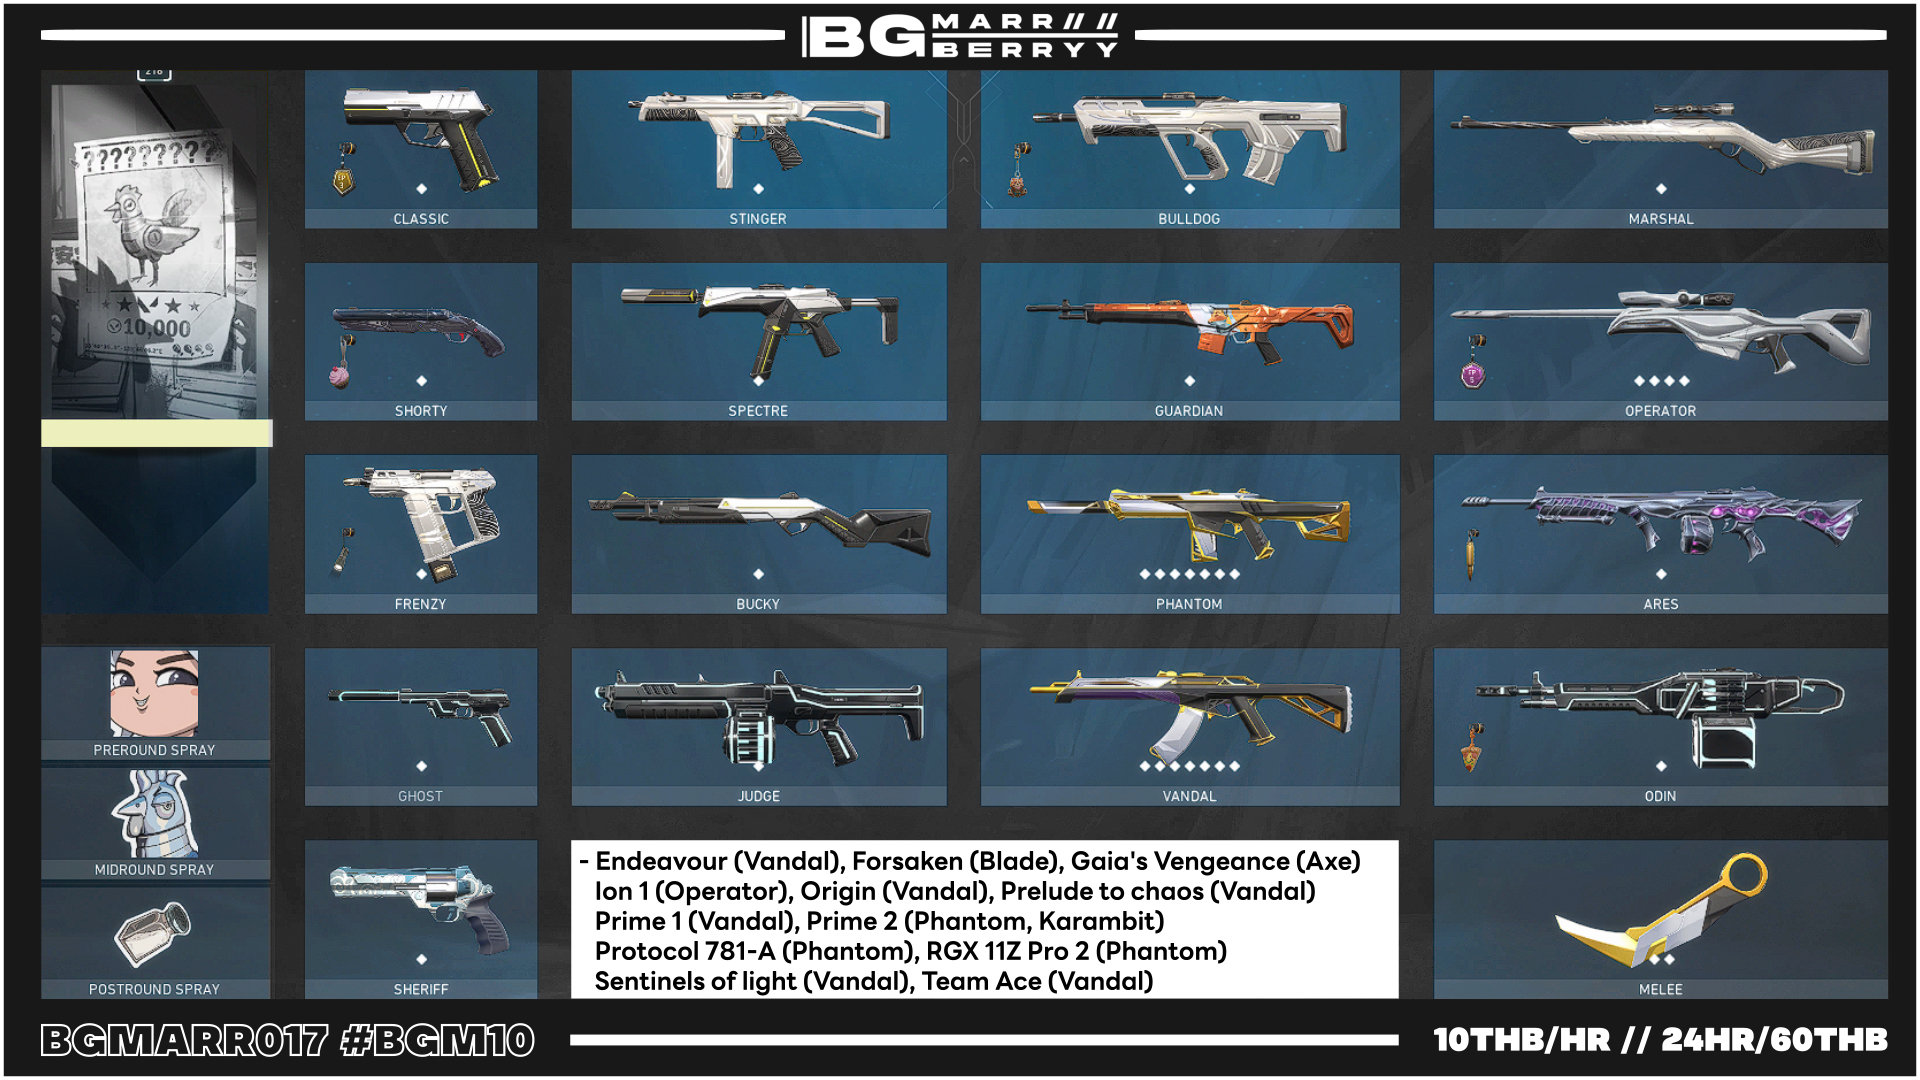 BG MARR// //
BERRYY
218
?????????
10,000
CLASSIC
STINGER
BULLDOG
MARSHAL
SHORTY
SPECTRE
GUARDIAN
OPERATOR
FRENZY
BUCKY
PHANTOM
ARES
PREROUND SPRAY
GHOST
JUDGE
VANDAL
ODIN
MIDROUND SPRAY
POSTROUND SPRAY
SHERIFF
- Endeavour (Vandal), Forsaken (Blade), Gaia's Vengeance (Axe)
Ion 1 (Operator), Origin (Vandal), Prelude to chaos (Vandal)
Prime 1 (Vandal), Prime 2 (Phantom, Karambit)
Protocol 781-A (Phantom), RGX 11Z Pro 2 (Phantom)
Sentinels of light (Vandal), Team Ace (Vandal)
MELEE
BGMARR017 #BGM10
10THB/HR // 24HR/60THB